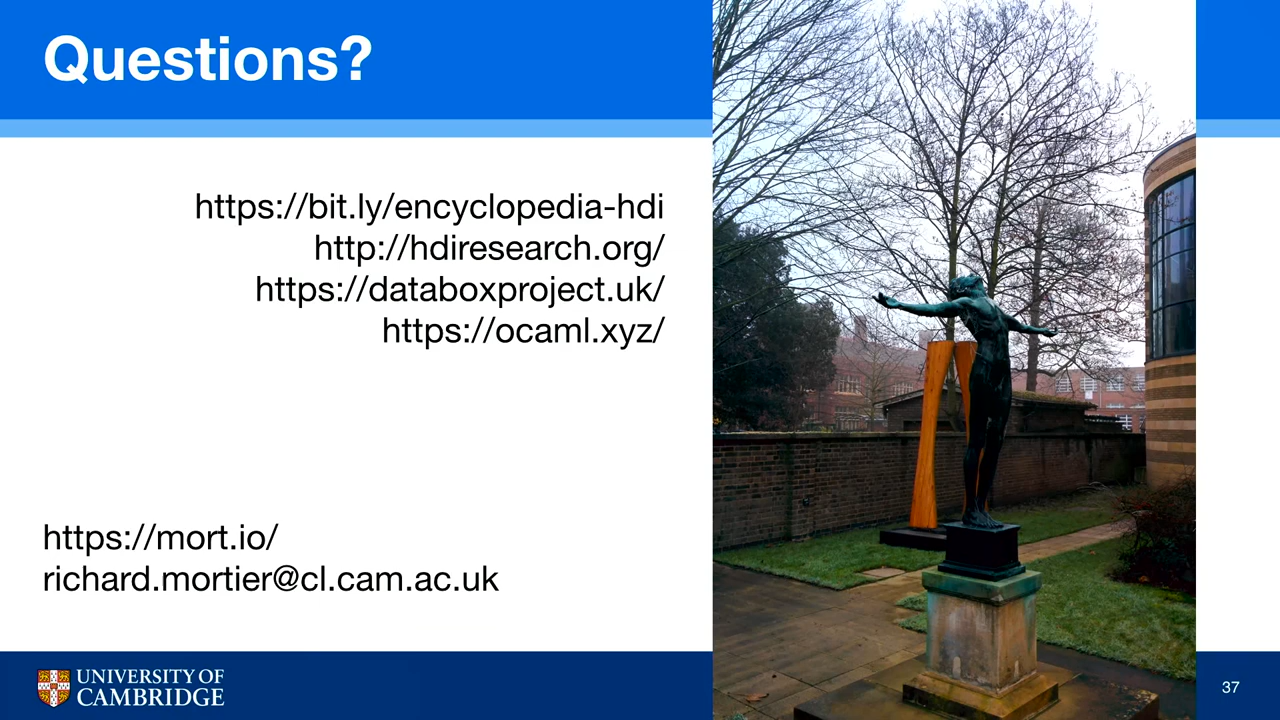 Questions?
https://bit.ly/encyclopedia-hdi
http://hdiresearch.org/
https://databoxproject.uk/
https://ocaml.xyz/
https://mort.io/
richard.mortier@cl.cam.ac.uk
UNIVERSITY OF
CAMBRIDGE
37